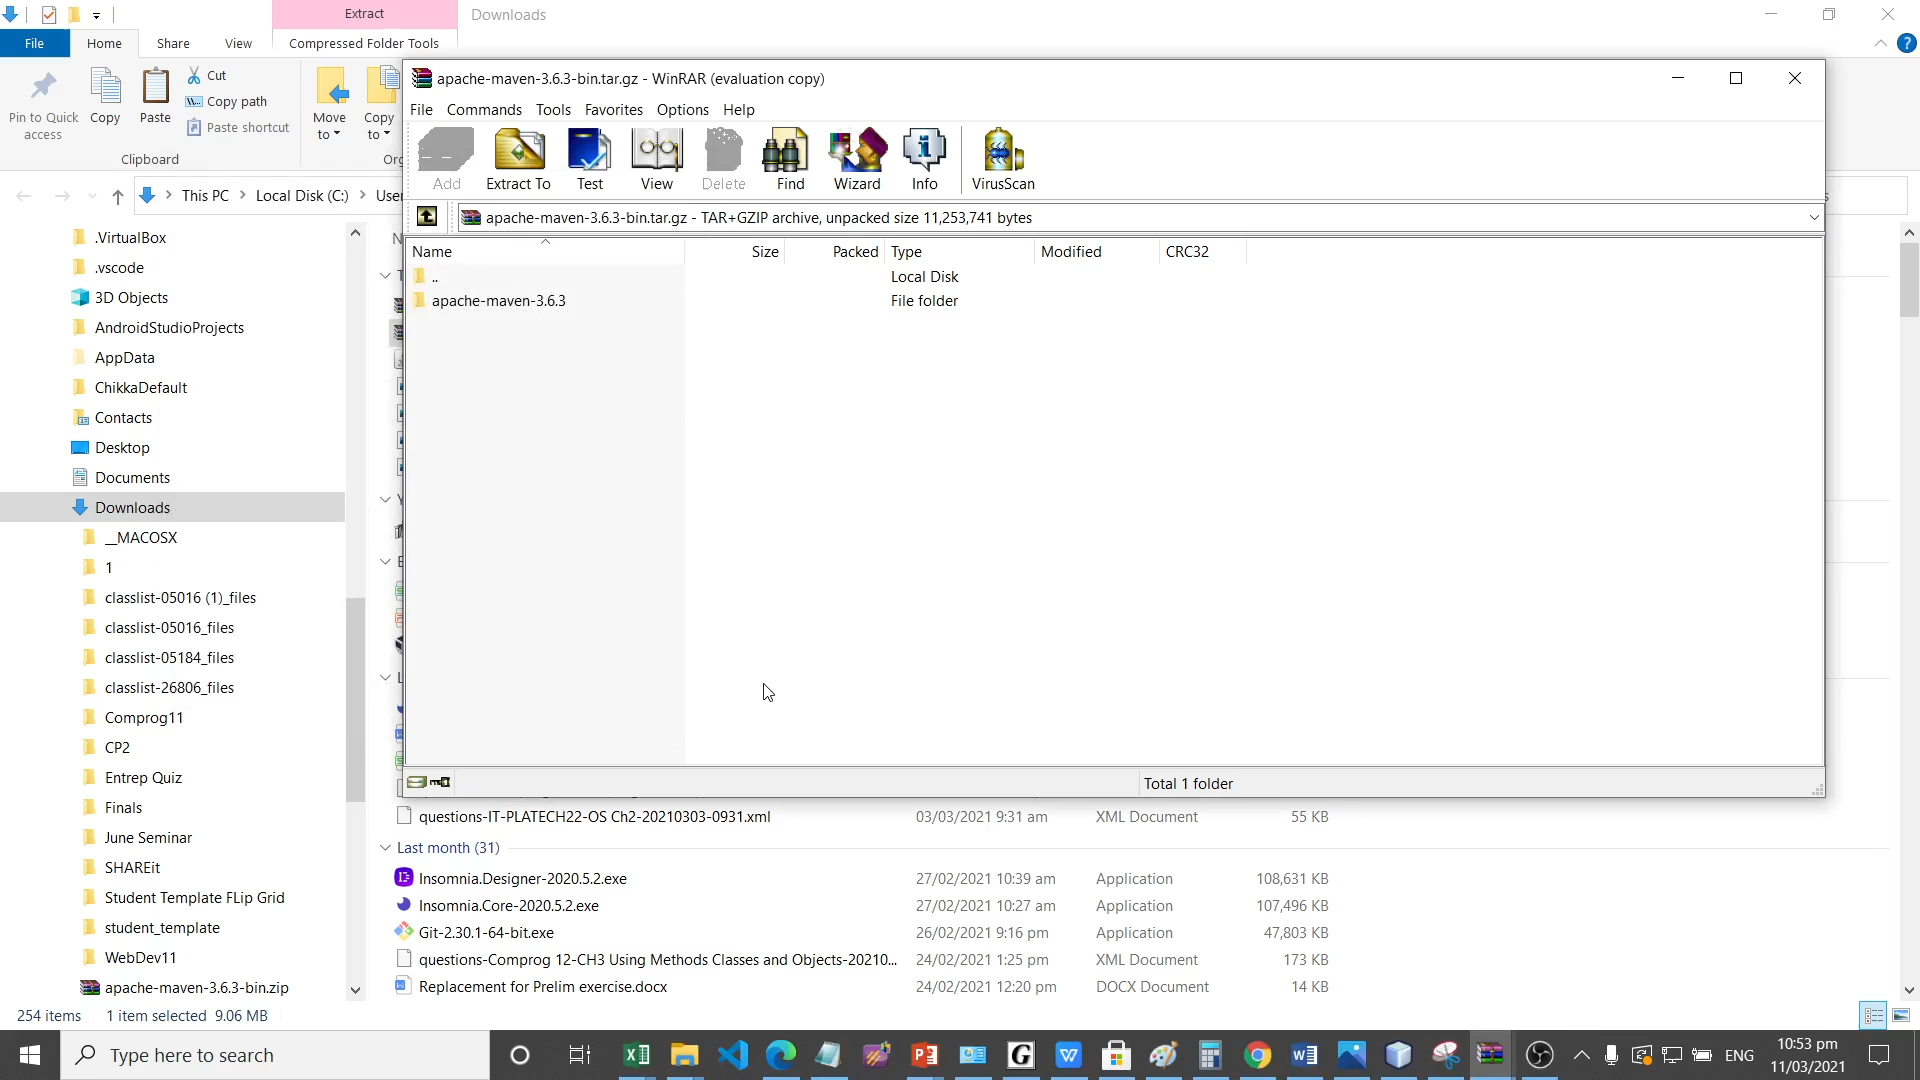 Extract
Downloads
File
Home
Share
View
Compressed Folder Tools
Pin to Quick access
Copy
Paste
Cut
Copy path
Paste shortcut
Move to
Copy to
Clipboard
This PC
Local Disk (C:)
apache-maven-3.6.3-bin.tar.gz - WinRAR (evaluation copy)
File
Commands
Tools
Favorites
Options
Help
Add
Extract To
Test
View
Delete
Find
Wizard
Info
VirusScan
apache-maven-3.6.3-bin.tar.gz - TAR+GZIP archive, unpacked size 11,253,741 bytes
Name
Size
Packed
Type
Modified
CRC32
..
Local Disk
apache-maven-3.6.3
File folder
Total 1 folder
.VirtualBox
.vscode
3D Objects
AndroidStudioProjects
AppData
ChikkaDefault
Contacts
Desktop
Documents
Downloads
__MACOSX
1
classlist-05016 (1)_files
classlist-05016_files
classlist-05184_files
classlist-26806_files
Comprog11
CP2
Entrep Quiz
Finals
June Seminar
SHAREit
Student Template FLip Grid
student_template
WebDev11
apache-maven-3.6.3-bin.zip
questions-IT-PLATECH22-OS Ch2-20210303-0931.xml 03/03/2021 9:31 am XML Document 55 KB
Last month (31)
Insomnia.Designer-2020.5.2.exe 27/02/2021 10:39 am Application 108,631 KB
Insomnia.Core-2020.5.2.exe 27/02/2021 10:27 am Application 107,496 KB
Git-2.30.1-64-bit.exe 26/02/2021 9:16 pm Application 47,803 KB
questions-Comprog 12-CH3 Using Methods Classes and Objects-20210... 24/02/2021 1:25 pm XML Document 173 KB
Replacement for Prelim exercise.docx 24/02/2021 12:20 pm DOCX Document 14 KB
254 items
1 item selected 9.06 MB
Type here to search
ENG
10:53 pm
11/03/2021